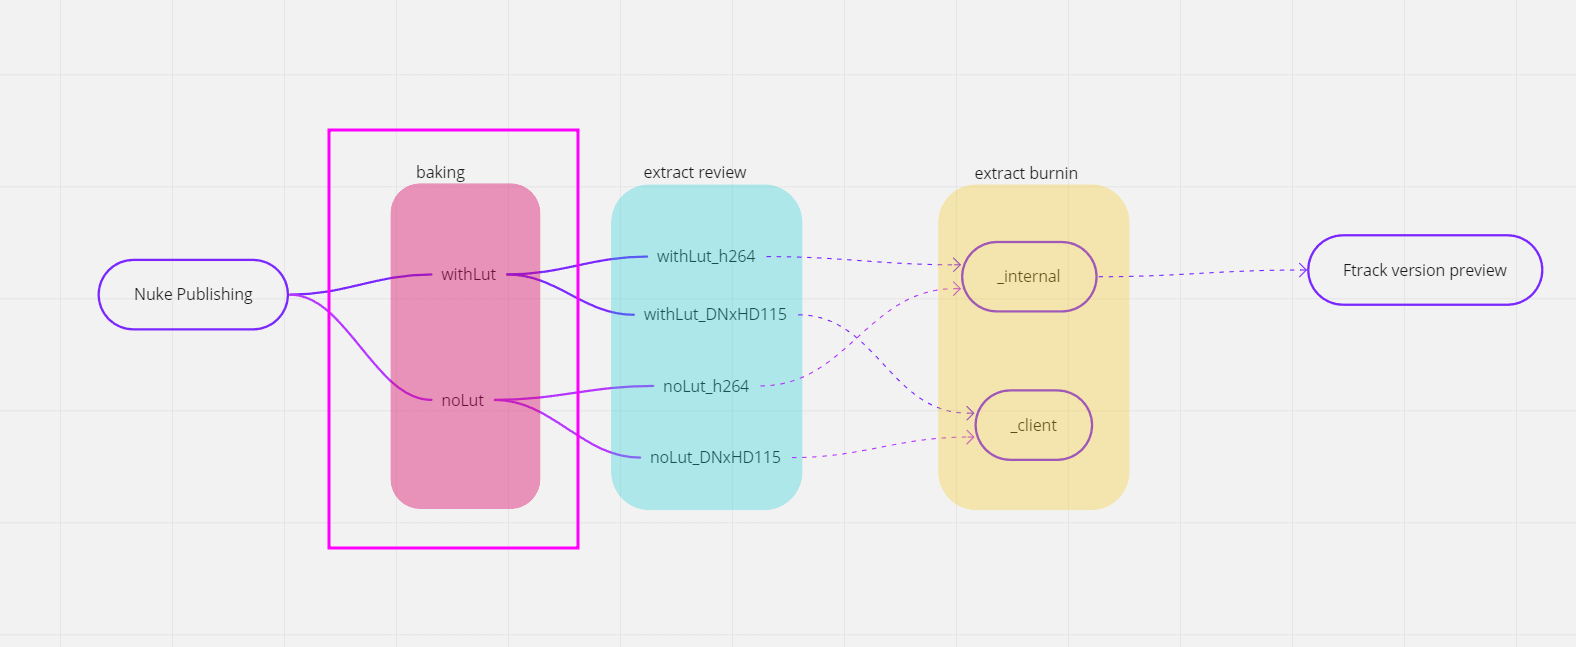 baking
extract review
extract burnin
Nuke Publishing
withLut
noLut
withLut_h264
withLut_DNxHD115
noLut_h264
noLut_DNxHD115
_internal
_client
Ftrack version preview